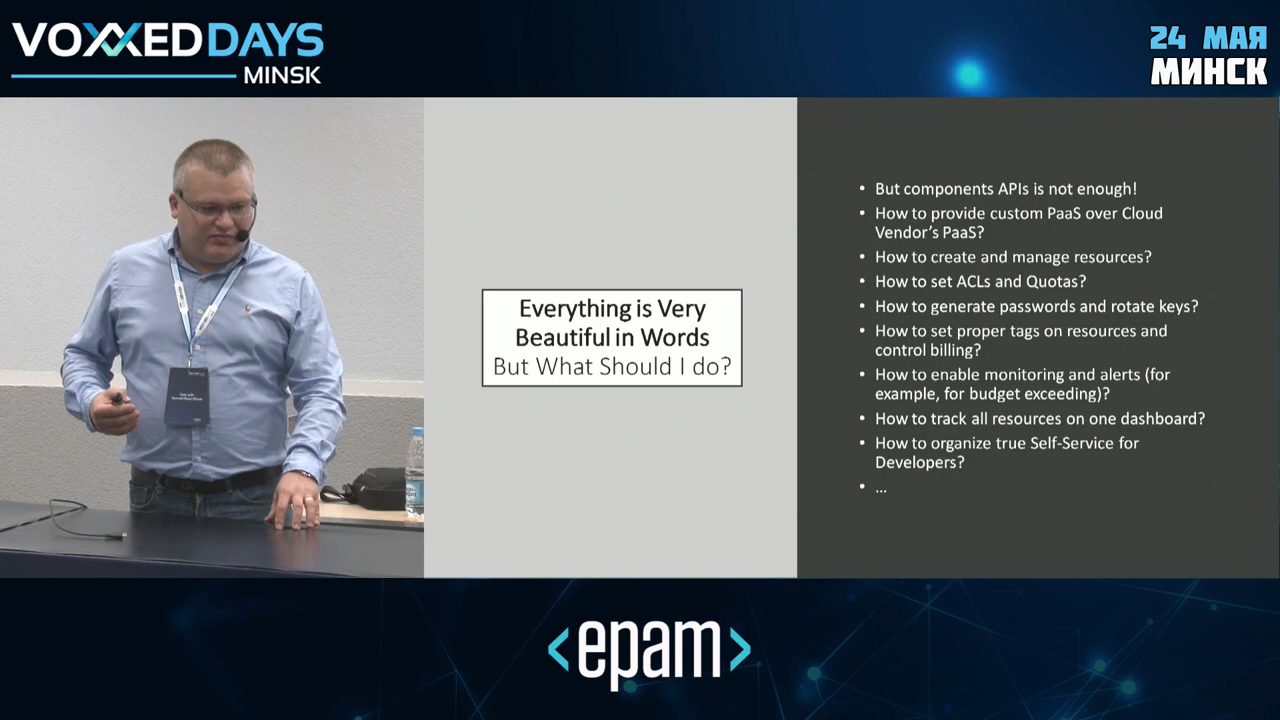 VOXXED DAYS
MINSK
24 МАЯ
МИНСК
Everything is Very
Beautiful in Words
But What Should I do?
• But components APIs is not enough!
• How to provide custom PaaS over Cloud
Vendor's PaaS?
• How to create and manage resources?
• How to set ACLs and Quotas?
• How to generate passwords and rotate keys?
• How to set proper tags on resources and
control billing?
• How to enable monitoring and alerts (for
example, for budget exceeding)?
• How to track all resources on one dashboard?
• How to organize true Self-Service for
Developers?
• ...
<epam>